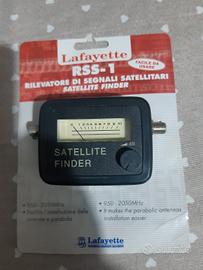 Lafayette
FACILE DA
USARE
RSS-1
RILEVATORE DI SEGNALI SATELLITARI
SATELLITE FINDER
SATELLITE
FINDER
950 - 2050MHz
950 - 2050MHz
It makes the parabolic antennas
installation easier
Lafayette